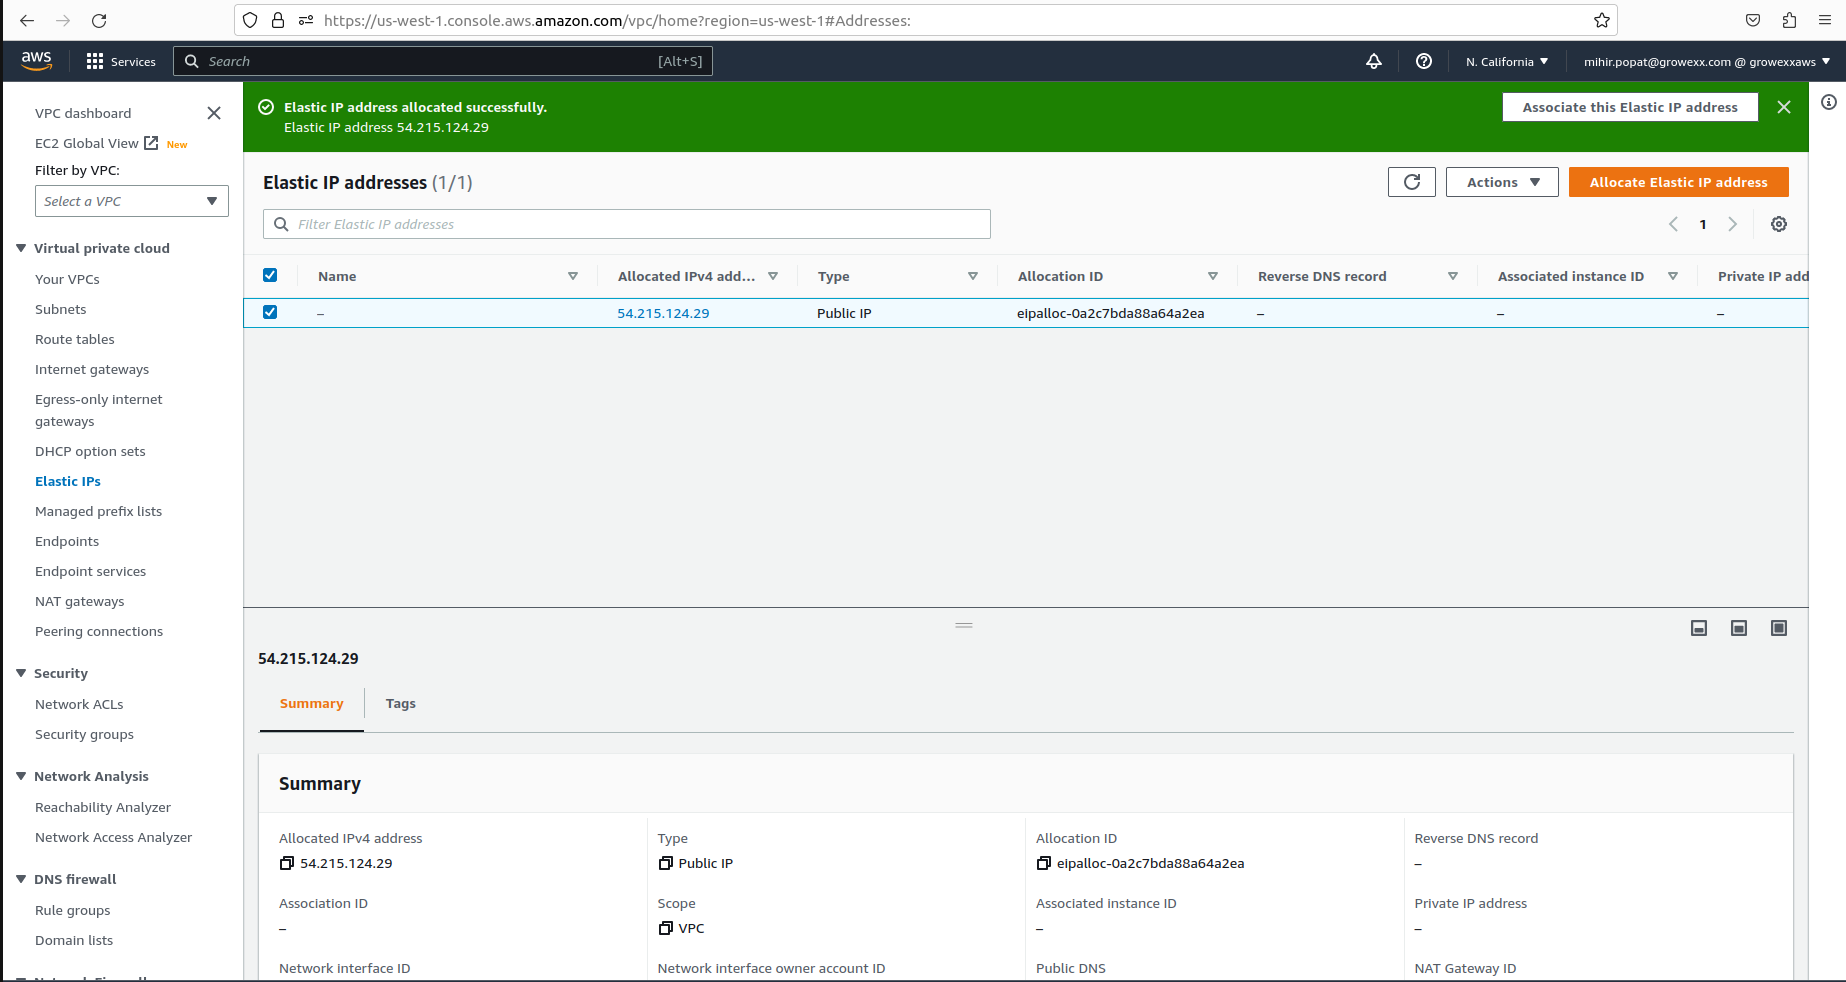 https://us-west-1.console.aws.amazon.com/vpc/home?region=us-west-1#Addresses:
aws
Services
Search
[Alt+S]
N. California
mihir.popat@growexx.com @ growexxaws
VPC dashboard
EC2 Global View
New
Filter by VPC:
Select a VPC
Virtual private cloud
Your VPCs
Subnets
Route tables
Internet gateways
Egress-only internet
gateways
DHCP option sets
Elastic IPs
Managed prefix lists
Endpoints
Endpoint services
NAT gateways
Peering connections
Security
Network ACLs
Security groups
Network Analysis
Reachability Analyzer
Network Access Analyzer
DNS firewall
Rule groups
Domain lists
Elastic IP address allocated successfully.
Elastic IP address 54.215.124.29
Associate this Elastic IP address
Elastic IP addresses (1/1)
Actions
Allocate Elastic IP address
Filter Elastic IP addresses
1
Name
Allocated IPv4 add...
Type
Allocation ID
Reverse DNS record
Associated instance ID
Private IP add
–
54.215.124.29
Public IP
eipalloc-0a2c7bda88a64a2ea
–
–
–
54.215.124.29
Summary
Tags
Summary
Allocated IPv4 address
54.215.124.29
Type
Public IP
Allocation ID
eipalloc-0a2c7bda88a64a2ea
Reverse DNS record
–
Association ID
–
Scope
VPC
Associated instance ID
–
Private IP address
–
Network interface ID
Network interface owner account ID
Public DNS
NAT Gateway ID